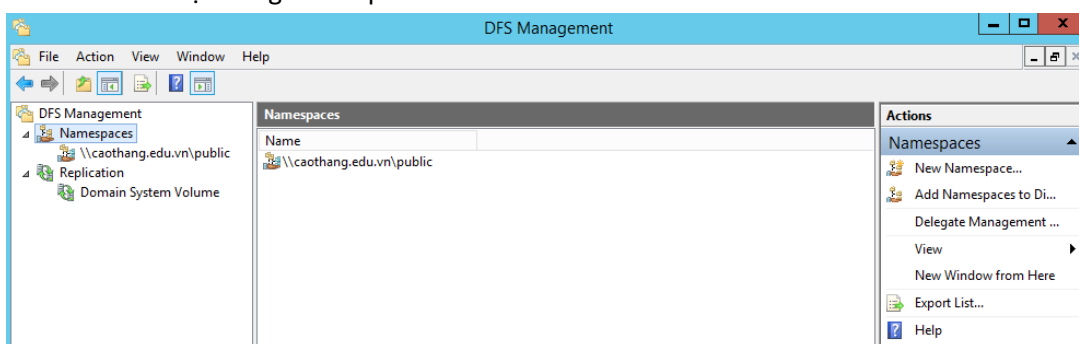 DFS Management
File Action View Window Help
DFS Management
Namespaces
\\caothang.edu.vn\public
Replication
Domain System Volume
Namespaces
Name
\\caothang.edu.vn\public
Actions
Namespaces
New Namespace...
Add Namespaces to Di...
Delegate Management ...
View
New Window from Here
Export List...
Help